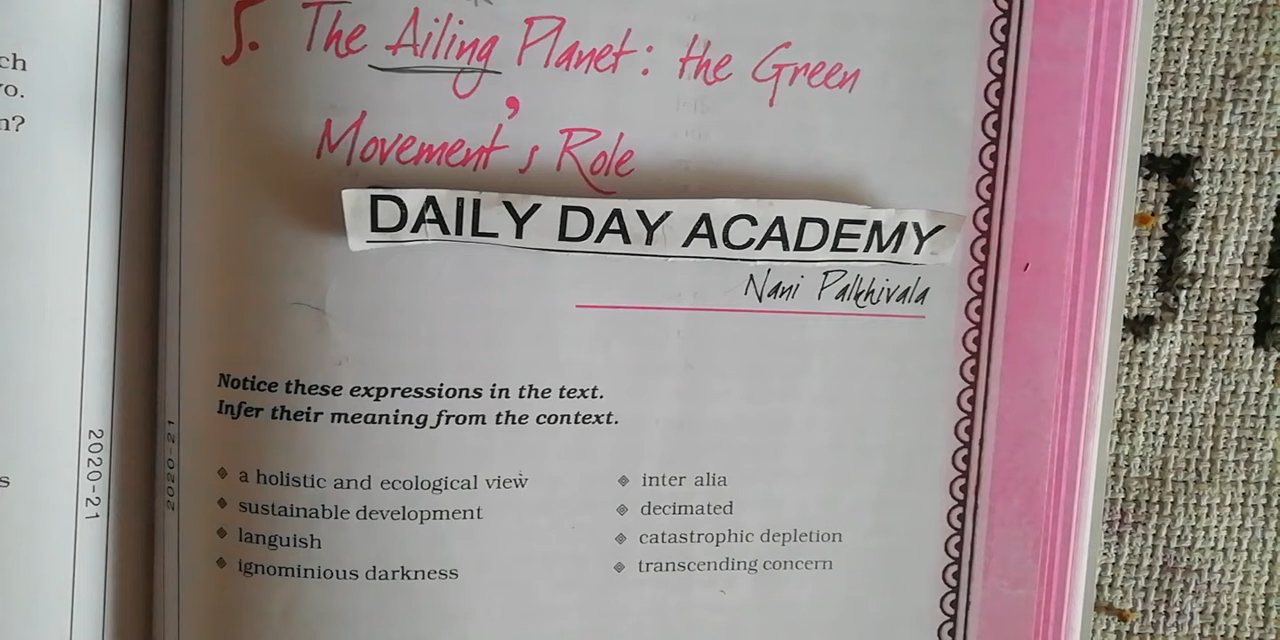 ch
n?
s
2020-21
2020-21
5. The Ailing Planet: the Green
Movement's Role
DAILY DAY ACADEMY
Nani Palkhivala
Notice these expressions in the text.
Infer their meaning from the context.
a holistic and ecological view
sustainable development
languish
ignominious darkness
inter alia
decimated
catastrophic depletion
transcending concern